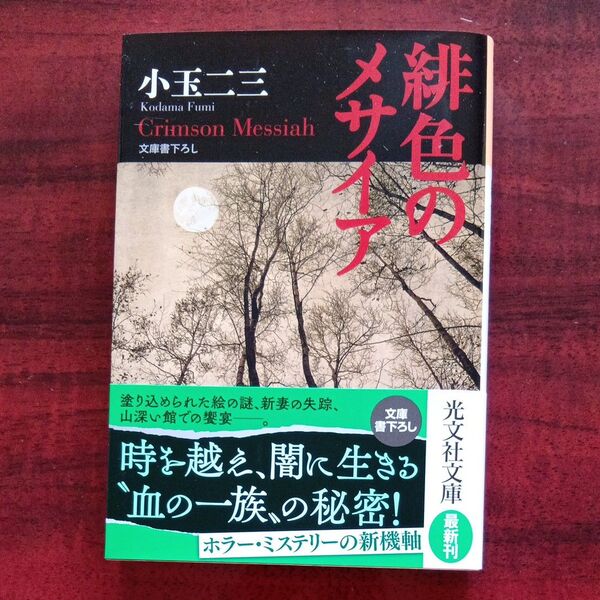 緋色の
メサイア
小玉二三
Kodama Fumi
Crimson Messiah
文庫書下ろし
塗り込められた絵の謎、新妻の失踪、
山深い館での饗宴――。
文庫
書下ろし
時を越え、闇に生きる
〝血の一族〟の秘密!
ホラー・ミステリーの新機軸
光文社文庫
最新刊